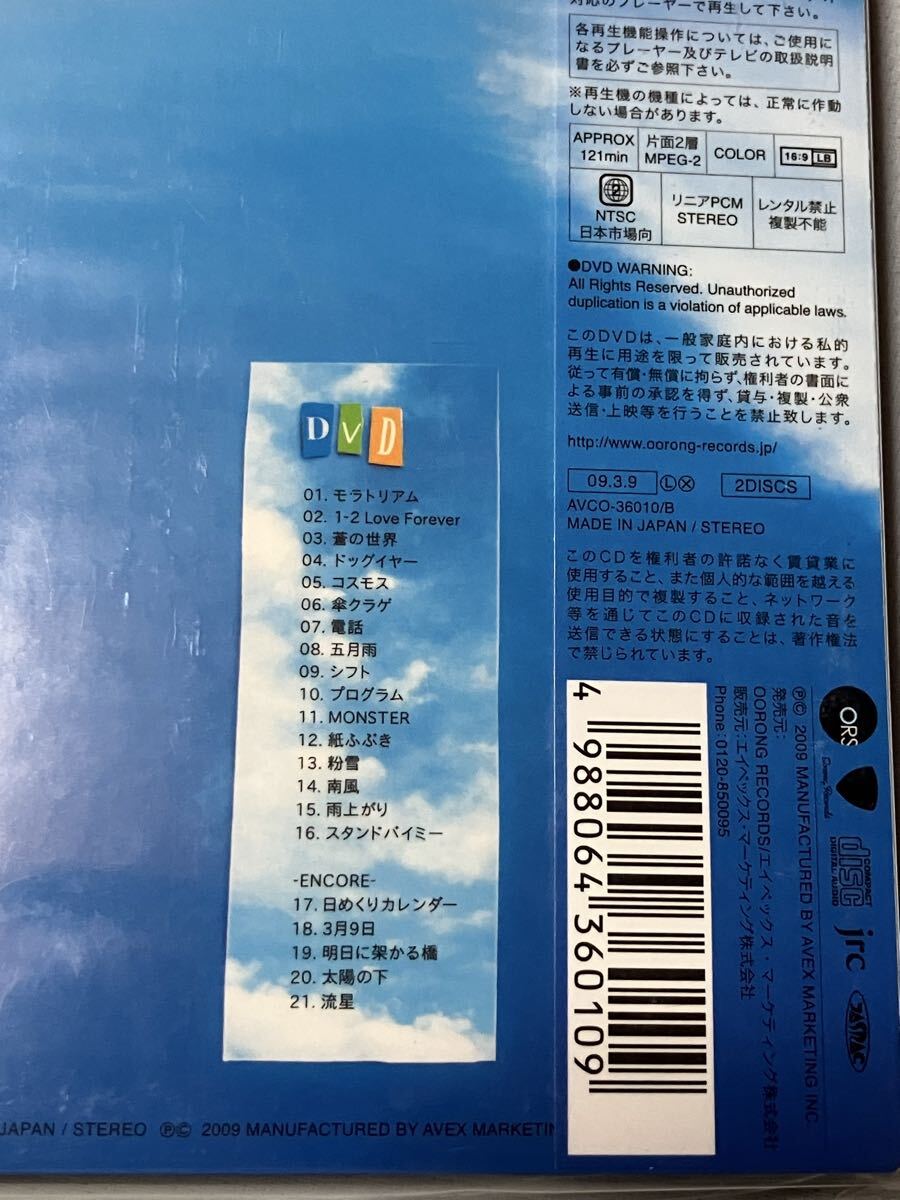 対応のプレーヤーで再生して下さい。
各再生機能操作については、ご使用に
なるプレーヤー及びテレビの取扱説明
書を必ずご参照下さい。
※再生機の機種によっては、正常に作動
しない場合があります。
APPROX
121min
片面2層
MPEG-2
COLOR
16:9 LB
2
NTSC
日本市場向
リニアPCM
STEREO
レンタル禁止
複製不能
●DVD WARNING:
All Rights Reserved. Unauthorized
duplication is a violation of applicable laws.
このDVDは、一般家庭内における私的
再生に用途を限って販売されています。
従って有償・無償に拘らず、権利者の書面に
よる事前の承認を得ず、貸与・複製・公衆
送信・上映等を行うことを禁止致します。
http://www.oorong-records.jp/
09.3.9 Ⓛⓧ 2DISCS
AVCO-36010/B
MADE IN JAPAN / STEREO
このCDを権利者の許諾なく賃貸業に
使用すること、また個人的な範囲を越える
使用目的で複製すること、ネットワーク
等を通じてこのCDに収録された音を
送信できる状態にすることは、著作権法
で禁じられています。
DVD
01. モラトリアム
02. 1-2 Love Forever
03. 蒼の世界
04. ドッグイヤー
05. コスモス
06. 傘クラゲ
07. 電話
08. 五月雨
09. シフト
10. プログラム
11. MONSTER
12. 紙ふぶき
13. 粉雪
14. 南風
15. 雨上がり
16. スタンドバイミー
-ENCORE-
17. 日めくりカレンダー
18. 3月9日
19. 明日に架かる橋
20. 太陽の下
21. 流星
4 988064 360109
ⓅⒸ 2009 MANUFACTURED BY AVEX MARKETING INC.
発売元:
OORONG RECORDS/エイベックス・マーケティング株式会社
販売元:エイベックス・マーケティング株式会社
Phone:0120-850095
ORS
Oorong Records
COMPACT
disc
DIGITAL AUDIO
jrc
JASRAC
JAPAN / STEREO ⓅⒸ 2009 MANUFACTURED BY AVEX MARKETIN